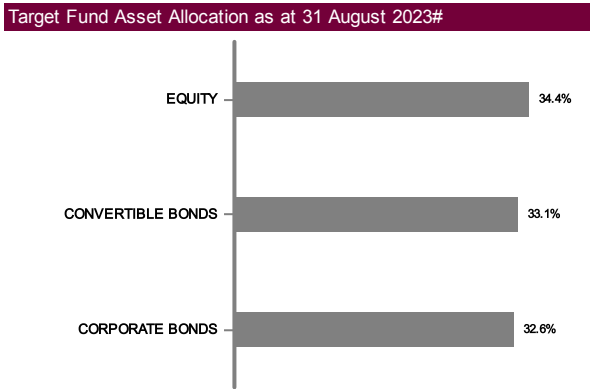 Target Fund Asset Allocation as at 31 August 2023#
EQUITY 34.4%
CONVERTIBLE BONDS 33.1%
CORPORATE BONDS 32.6%